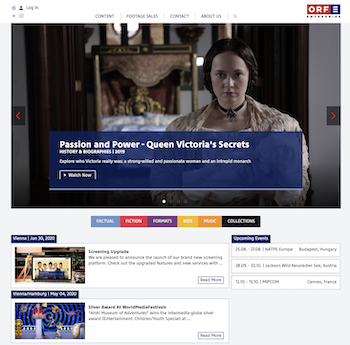 Log in
ORF
ENTERPRISE
CONTENT
FOOTAGE SALES
CONTACT
ABOUT US
Passion and Power - Queen Victoria's Secrets
HISTORY & BIOGRAPHIES | 2019
Explore who Victoria really was: a strong-willed and passionate woman and an intrepid monarch
Watch Now
FACTUAL
FICTION
FORMATS
KIDS
MUSIC
COLLECTIONS
Vienna | Jun 30, 2020
Screening Upgrade
We are pleased to announce the launch of our brand new screening
platform. Check out the upgraded features and new services with ...
Read More
Vienna/Hamburg | May 04, 2020
Silver Award At WorldMediaFestivals
"AHA! Museum of Adventures" wins the intermedia-globe silver
award (Entertainment: Children/Youth Special) at ...
Read More
Upcoming Events
25.08. - 27.08. | NATPE Europe Budapest, Hungary
28.09. - 02.10. | Jackson Wild Neusiedler See, Austria
12.10. - 15.10. | MIPCOM Cannes, France